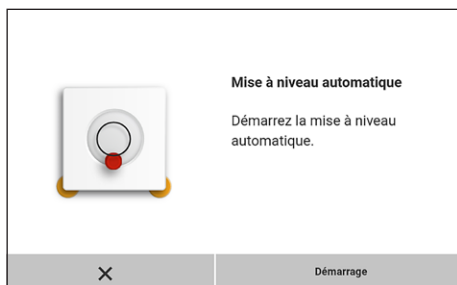 Mise à niveau automatique
Démarrez la mise à niveau
automatique.
Démarrage